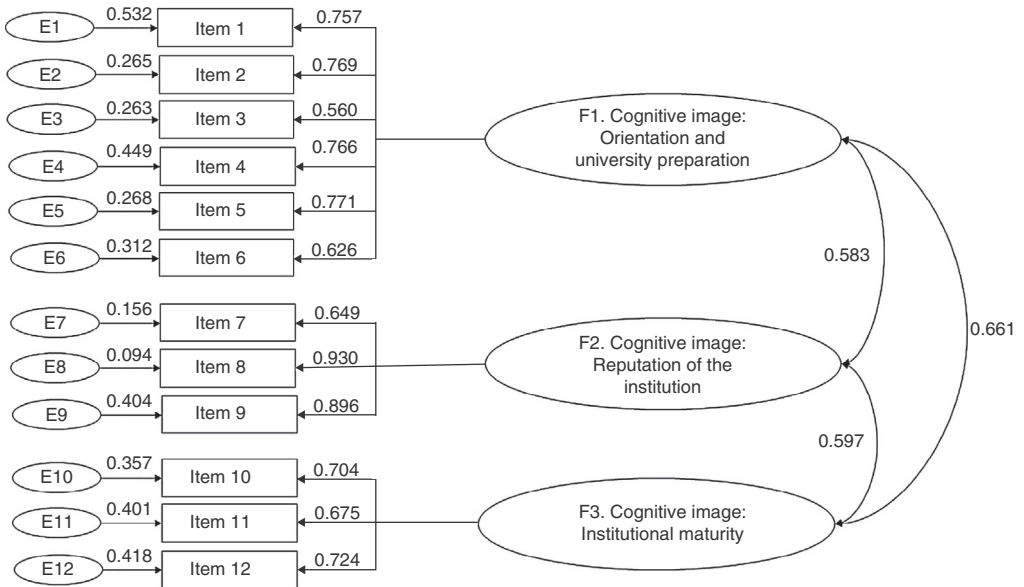 E1 0.532 Item 1 0.757
E2 0.265 Item 2 0.769
E3 0.263 Item 3 0.560
E4 0.449 Item 4 0.766
E5 0.268 Item 5 0.771
E6 0.312 Item 6 0.626
F1. Cognitive image:
Orientation and
university preparation
0.583
0.661
E7 0.156 Item 7 0.649
E8 0.094 Item 8 0.930
E9 0.404 Item 9 0.896
F2. Cognitive image:
Reputation of the
institution
0.597
E10 0.357 Item 10 0.704
E11 0.401 Item 11 0.675
E12 0.418 Item 12 0.724
F3. Cognitive image:
Institutional maturity